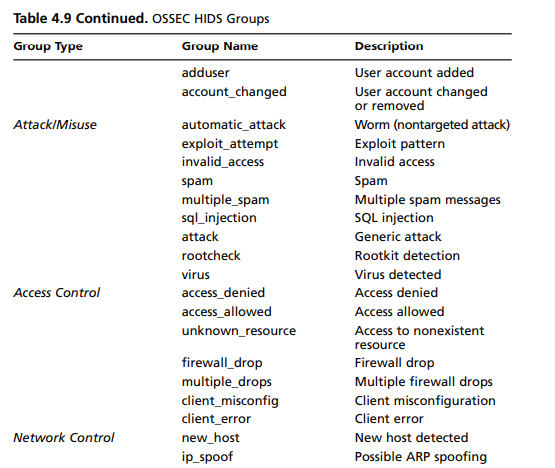 Table 4.9 Continued. OSSEC HIDS Groups
Group Type Group Name Description
adduser User account added
account_changed User account changed
or removed
Attack/Misuse automatic_attack Worm (nontargeted attack)
exploit_attempt Exploit pattern
invalid_access Invalid access
spam Spam
multiple_spam Multiple spam messages
sql_injection SQL injection
attack Generic attack
rootcheck Rootkit detection
virus Virus detected
Access Control access_denied Access denied
access_allowed Access allowed
unknown_resource Access to nonexistent
resource
firewall_drop Firewall drop
multiple_drops Multiple firewall drops
client_misconfig Client misconfiguration
client_error Client error
Network Control new_host New host detected
ip_spoof Possible ARP spoofing